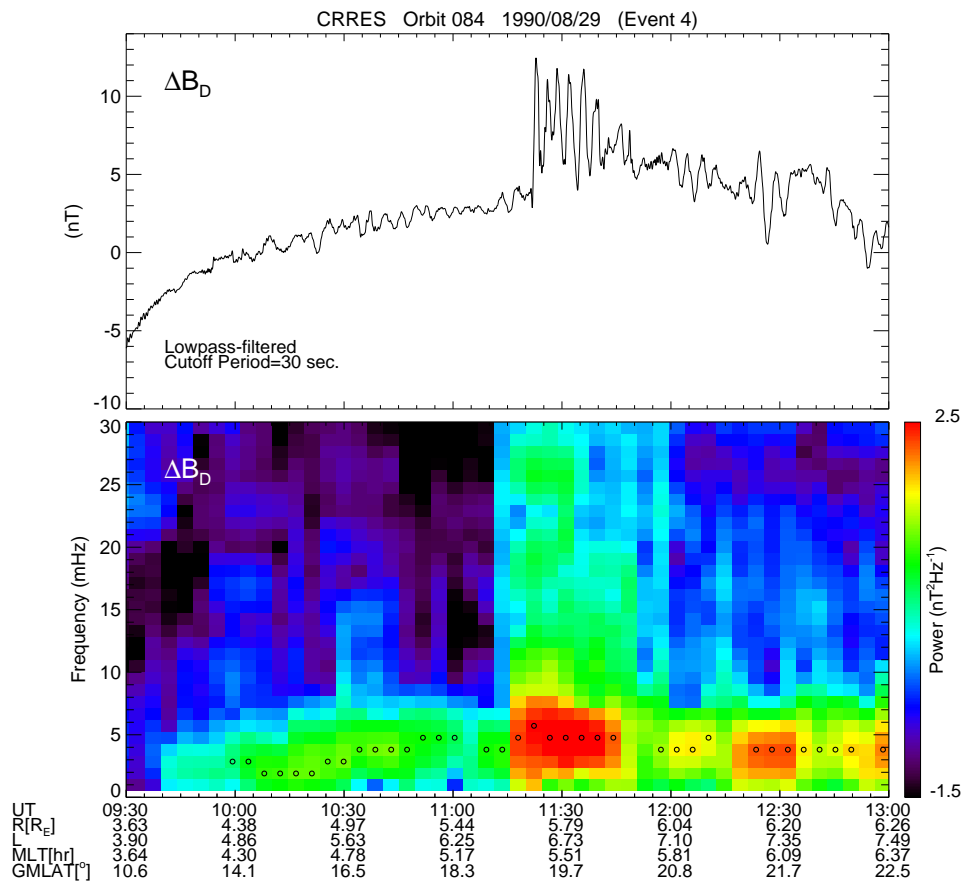 CRRES Orbit 084 1990/08/29 (Event 4)
ΔB_D
10
5
0
-5
-10
(nT)
Lowpass-filtered
Cutoff Period=30 sec.
30
25
20
15
10
5
0
Frequency (mHz)
ΔB_D
2.5
-1.5
Power (nT²Hz⁻¹)
UT 09:30 10:00 10:30 11:00 11:30 12:00 12:30 13:00
R[R_E] 3.63 4.38 4.97 5.44 5.79 6.04 6.20 6.26
L 3.90 4.86 5.63 6.25 6.73 7.10 7.35 7.49
MLT[hr] 3.64 4.30 4.78 5.17 5.51 5.81 6.09 6.37
GMLAT[°] 10.6 14.1 16.5 18.3 19.7 20.8 21.7 22.5